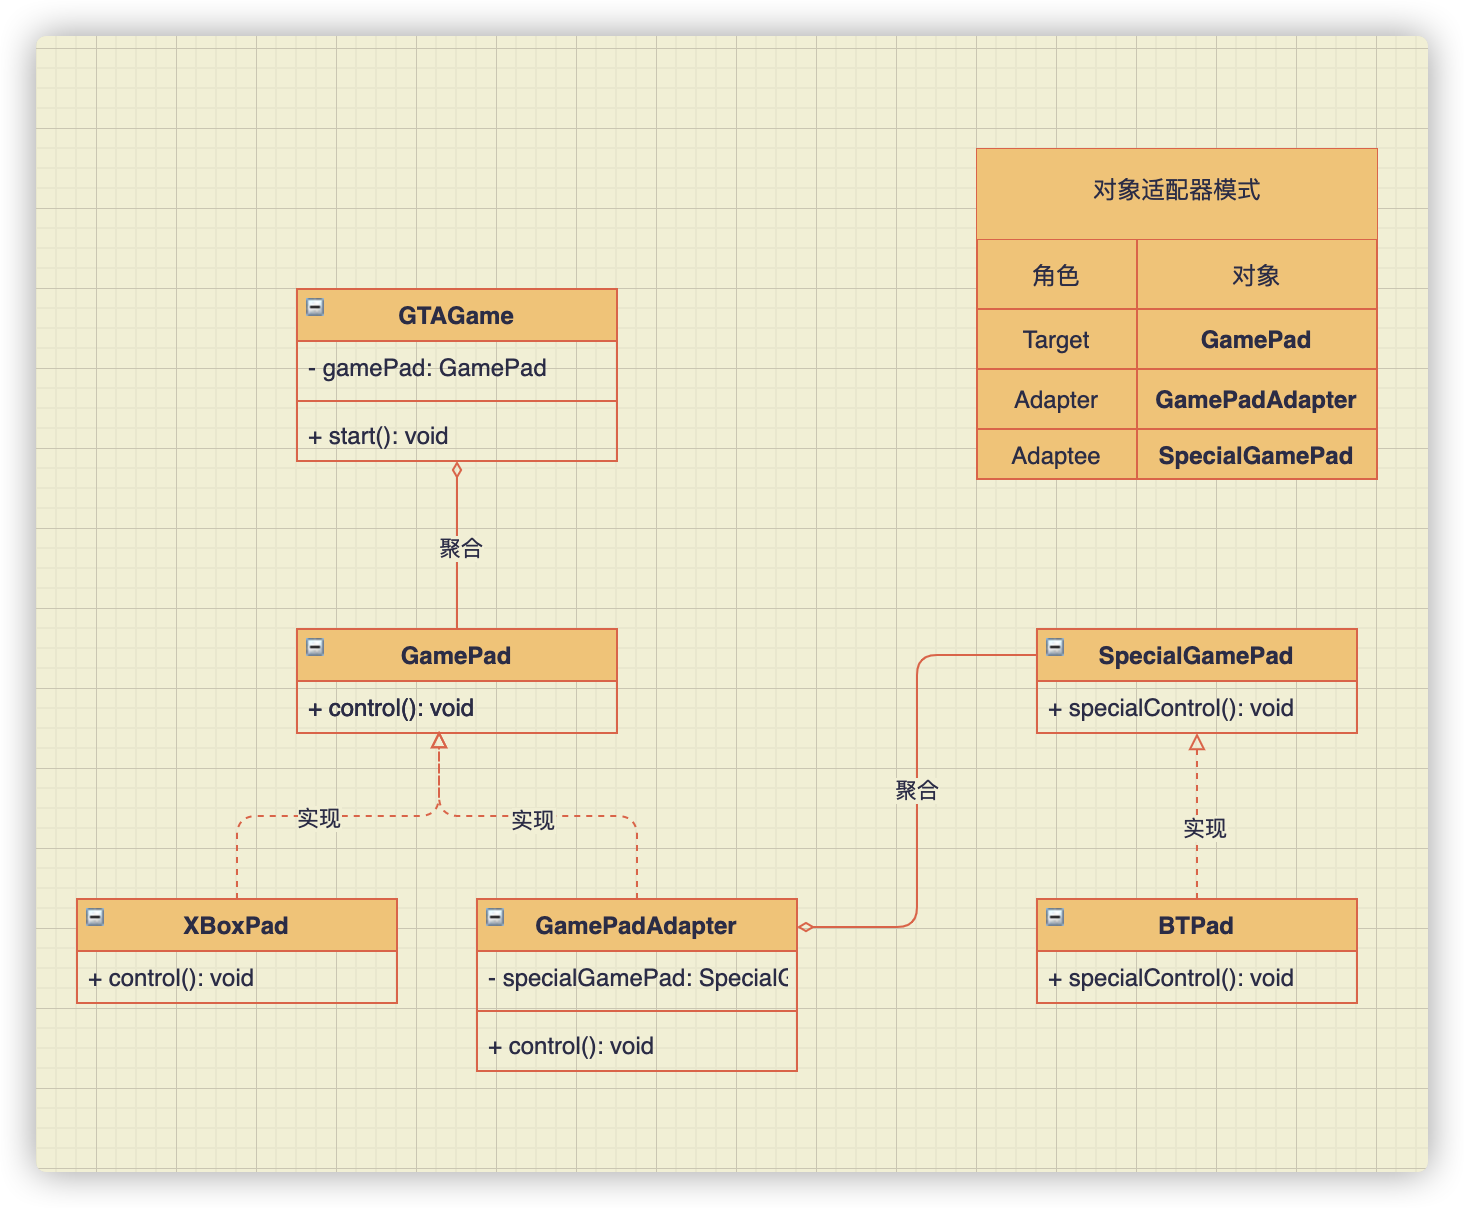 对象适配器模式
角色 对象
Target GamePad
Adapter GamePadAdapter
Adaptee SpecialGamePad
GTAGame
- gamePad: GamePad
+ start(): void
聚合
GamePad
+ control(): void
SpecialGamePad
+ specialControl(): void
聚合
实现
实现
实现
XBoxPad
+ control(): void
GamePadAdapter
- specialGamePad: Special
+ control(): void
BTPad
+ specialControl(): void